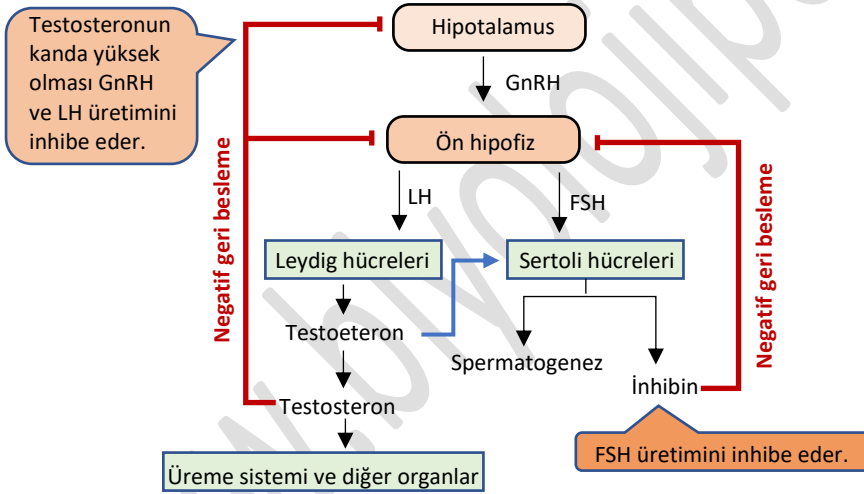 Testosteronun
kanda yüksek
olması GnRH
ve LH üretimini
inhibe eder.
Hipotalamus
GnRH
Ön hipofiz
LH
FSH
Negatif geri besleme
Negatif geri besleme
Leydig hücreleri
Sertoli hücreleri
Testoeteron
Spermatogenez
İnhibin
Testosteron
FSH üretimini inhibe eder.
Üreme sistemi ve diğer organlar